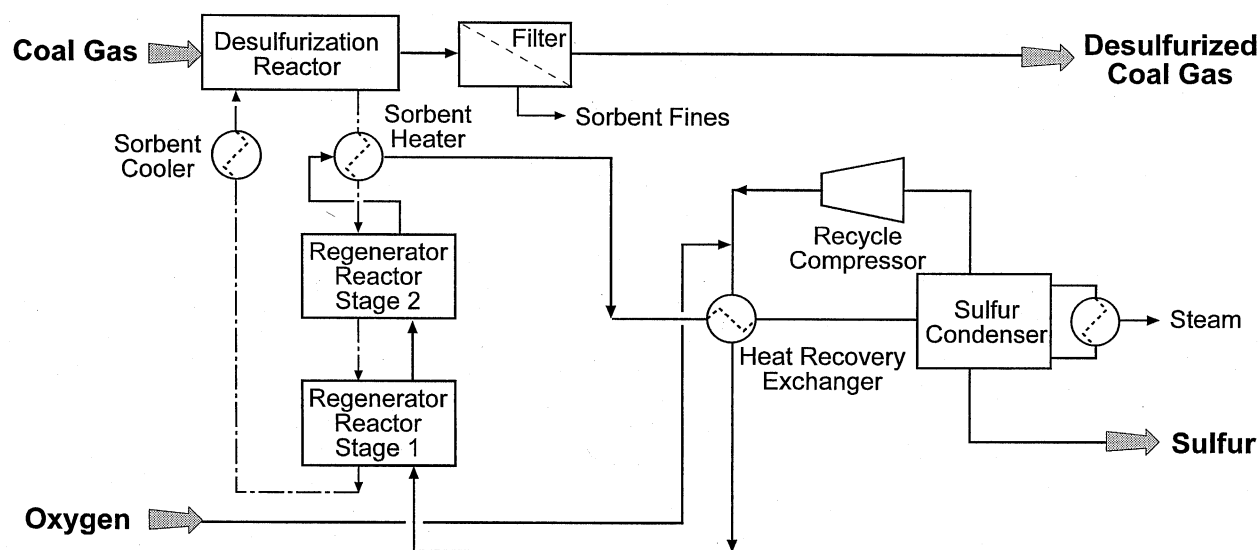 Coal Gas
Desulfurization
Reactor
Filter
Desulfurized
Coal Gas
Sorbent Fines
Sorbent
Heater
Sorbent
Cooler
Recycle
Compressor
Regenerator
Reactor
Stage 2
Sulfur
Condenser
Steam
Heat Recovery
Exchanger
Regenerator
Reactor
Stage 1
Sulfur
Oxygen